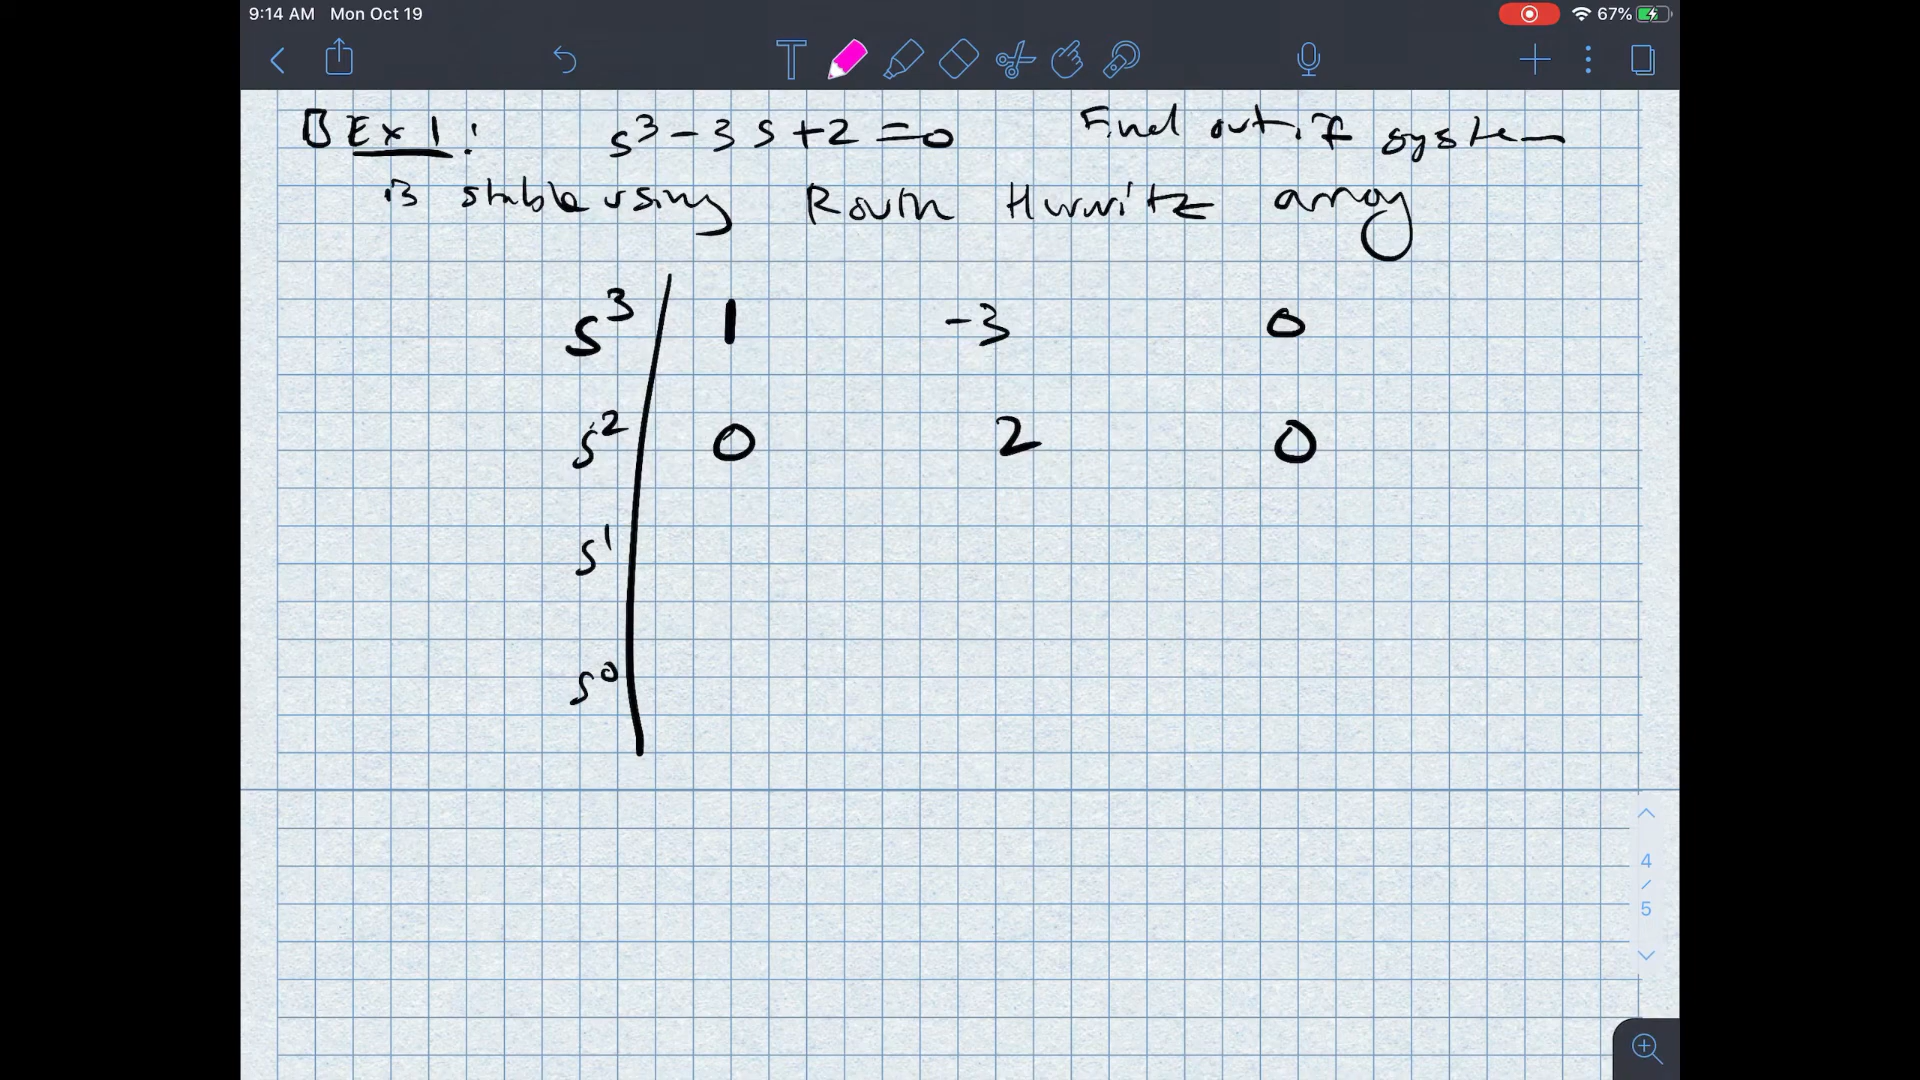 9:14 AM Mon Oct 19 67%
T
Ex 1: s³ - 3s + 2 = 0 Find out if system
is stable using Routh Hurwitz array
s³ 1 -3 0
s² 0 2 0
s¹
s⁰
4
/
5